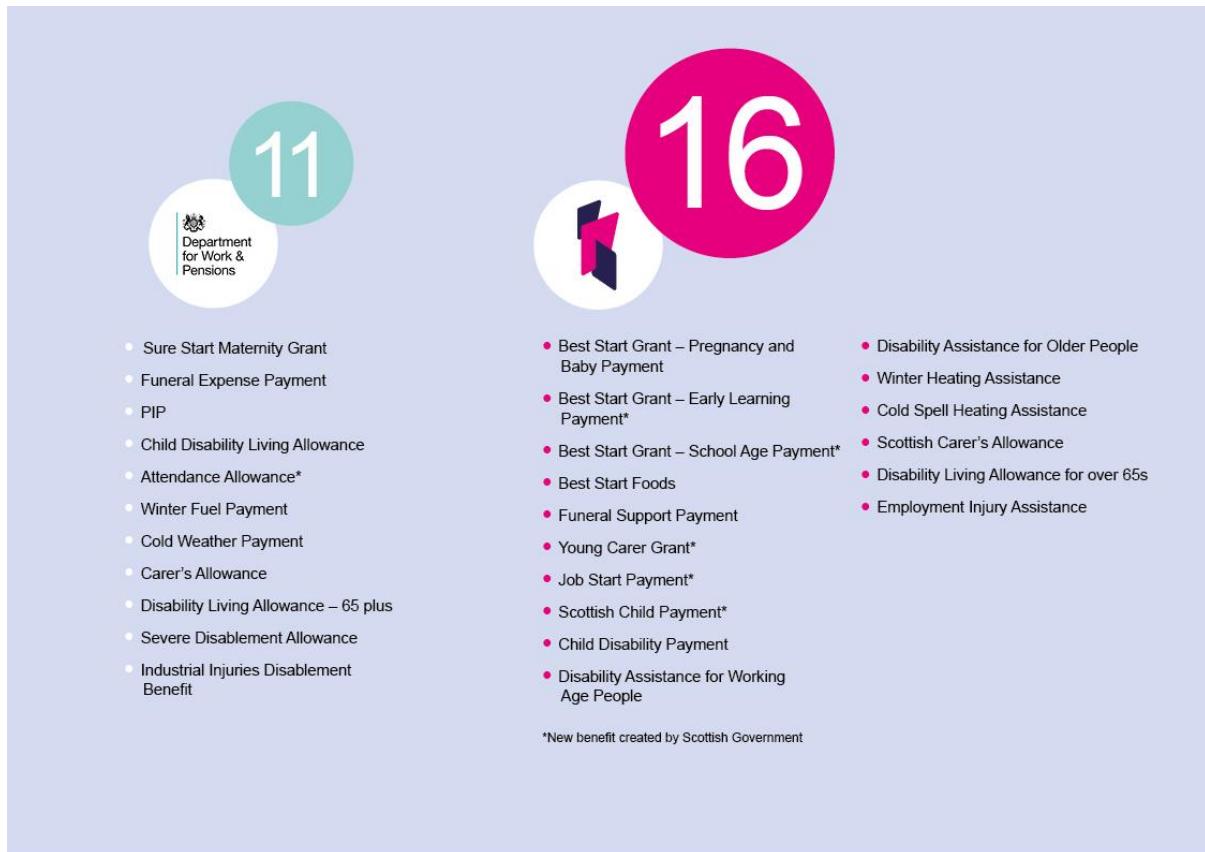 11
Department
for Work &
Pensions
Sure Start Maternity Grant
Funeral Expense Payment
PIP
Child Disability Living Allowance
Attendance Allowance*
Winter Fuel Payment
Cold Weather Payment
Carer's Allowance
Disability Living Allowance – 65 plus
Severe Disablement Allowance
Industrial Injuries Disablement
Benefit
16
Best Start Grant – Pregnancy and
Baby Payment
Best Start Grant – Early Learning
Payment*
Best Start Grant – School Age Payment*
Best Start Foods
Funeral Support Payment
Young Carer Grant*
Job Start Payment*
Scottish Child Payment*
Child Disability Payment
Disability Assistance for Working
Age People
*New benefit created by Scottish Government
Disability Assistance for Older People
Winter Heating Assistance
Cold Spell Heating Assistance
Scottish Carer's Allowance
Disability Living Allowance for over 65s
Employment Injury Assistance